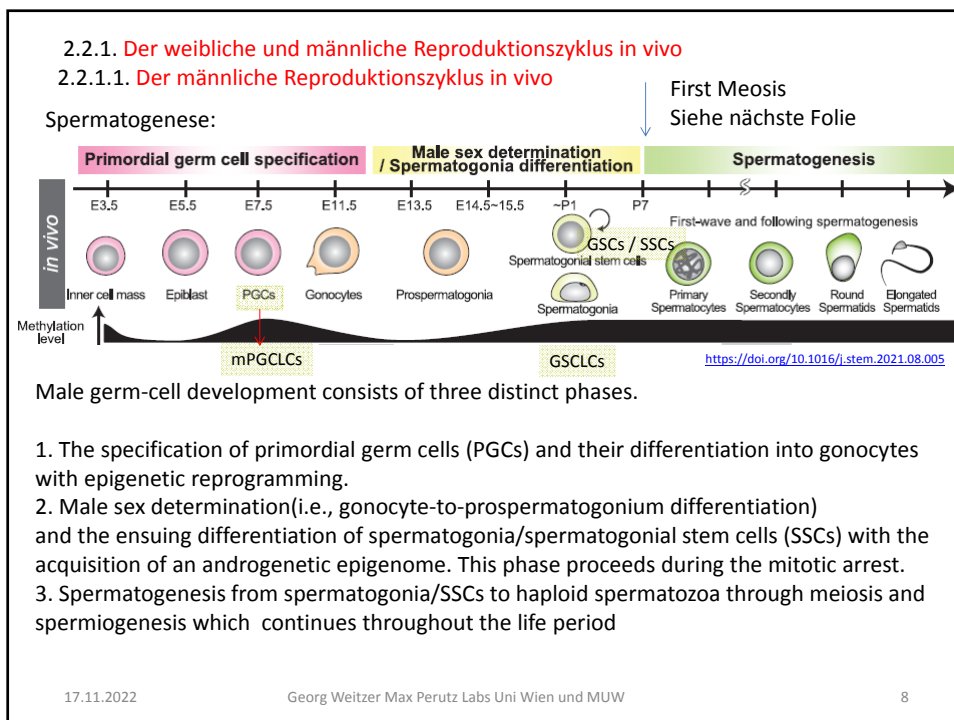 2.2.1. Der weibliche und männliche Reproduktionszyklus in vivo
2.2.1.1. Der männliche Reproduktionszyklus in vivo
First Meosis
Siehe nächste Folie
Spermatogenese:
Primordial germ cell specification
Male sex determination
/ Spermatogonia differentiation
Spermatogenesis
in vivo
E3.5 E5.5 E7.5 E11.5 E13.5 E14.5~15.5 ~P1 P7
First-wave and following spermatogenesis
GSCs / SSCs
Spermatogonial stem cells
Inner cell mass Epiblast PGCs Gonocytes Prospermatogonia
Spermatogonia
Primary Spermatocytes
Secondly Spermatocytes
Round Spermatids
Elongated Spermatids
Methylation
level
mPGCLCs
GSCLCs
https://doi.org/10.1016/j.stem.2021.08.005
Male germ-cell development consists of three distinct phases.
1. The specification of primordial germ cells (PGCs) and their differentiation into gonocytes
with epigenetic reprogramming.
2. Male sex determination(i.e., gonocyte-to-prospermatogonium differentiation)
and the ensuing differentiation of spermatogonia/spermatogonial stem cells (SSCs) with the
acquisition of an androgenetic epigenome. This phase proceeds during the mitotic arrest.
3. Spermatogenesis from spermatogonia/SSCs to haploid spermatozoa through meiosis and
spermiogenesis which continues throughout the life period
17.11.2022
Georg Weitzer Max Perutz Labs Uni Wien und MUW
8